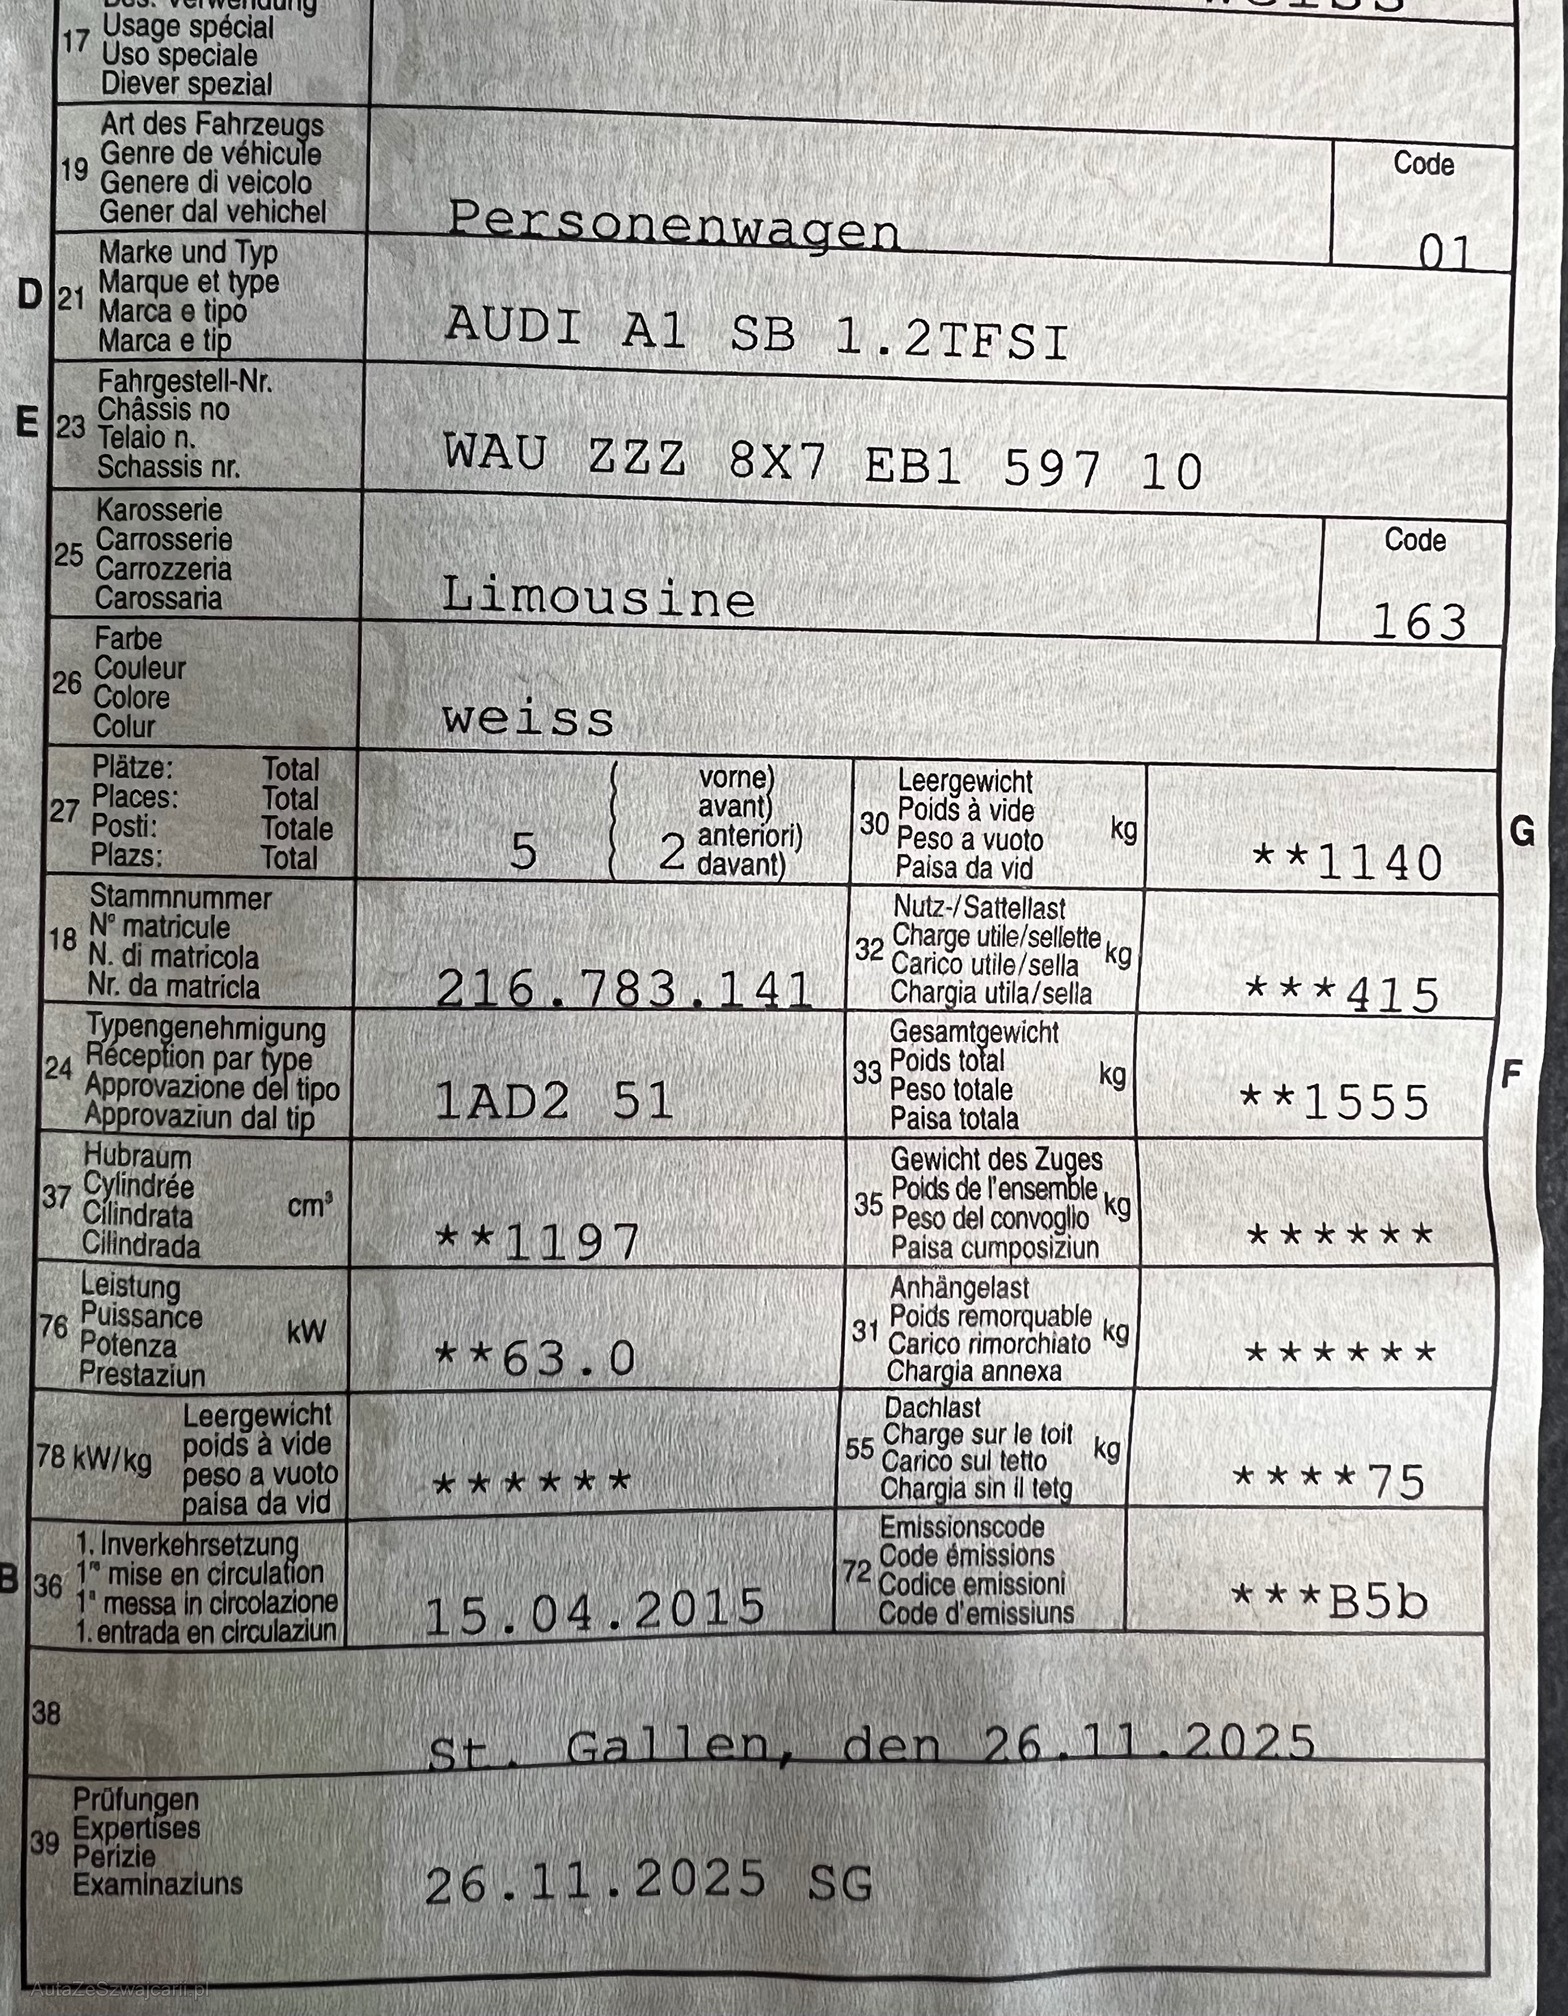 WEISS
Bes. Verwendung
17 Usage spécial
Uso speciale
Diever spezial
Art des Fahrzeugs
19 Genre de véhicule
Genere di veicolo
Gener dal vehichel
Personenwagen
Code
01
D 21 Marke und Typ
Marque et type
Marca e tipo
Marca e tip
AUDI A1 SB 1.2TFSI
E 23 Fahrgestell-Nr.
Châssis no
Telaio n.
Schassis nr.
WAU ZZZ 8X7 EB1 597 10
25 Karosserie
Carrosserie
Carrozzeria
Carossaria
Limousine
Code
163
26 Farbe
Couleur
Colore
Colur
weiss
27 Plätze: Total
Places: Total
Posti: Totale
Plazs: Total
5 ( 2 vorne)
avant)
anteriori)
davant)
30 Leergewicht
Poids à vide
Peso a vuoto
Paisa da vid
kg
**1140
G
18 Stammnummer
N° matricule
N. di matricola
Nr. da matricla
216.783.141
32 Nutz-/Sattellast
Charge utile/sellette
Carico utile/sella
Chargia utila/sella
kg
***415
24 Typengenehmigung
Réception par type
Approvazione del tipo
Approvaziun dal tip
1AD2 51
33 Gesamtgewicht
Poids total
Peso totale
Paisa totala
kg
**1555
F
37 Hubraum
Cylindrée
Cilindrata
Cilindrada
cm³
**1197
35 Gewicht des Zuges
Poids de l'ensemble
Peso del convoglio
Paisa cumposiziun
kg
******
76 Leistung
Puissance
Potenza
Prestaziun
kW
**63.0
31 Anhängelast
Poids remorquable
Carico rimorchiato
Chargia annexa
kg
******
78 kW/kg Leergewicht
poids à vide
peso a vuoto
paisa da vid
******
55 Dachlast
Charge sur le toit
Carico sul tetto
Chargia sin il tetg
kg
****75
B 36 1. Inverkehrsetzung
1re mise en circulation
1a messa in circolazione
1. entrada en circulaziun
15.04.2015
72 Emissionscode
Code émissions
Codice emissioni
Code d'emissiuns
***B5b
38
St. Gallen, den 26.11.2025
39 Prüfungen
Expertises
Perizie
Examinaziuns
26.11.2025 SG
AutaZeSzwajcarii.pl